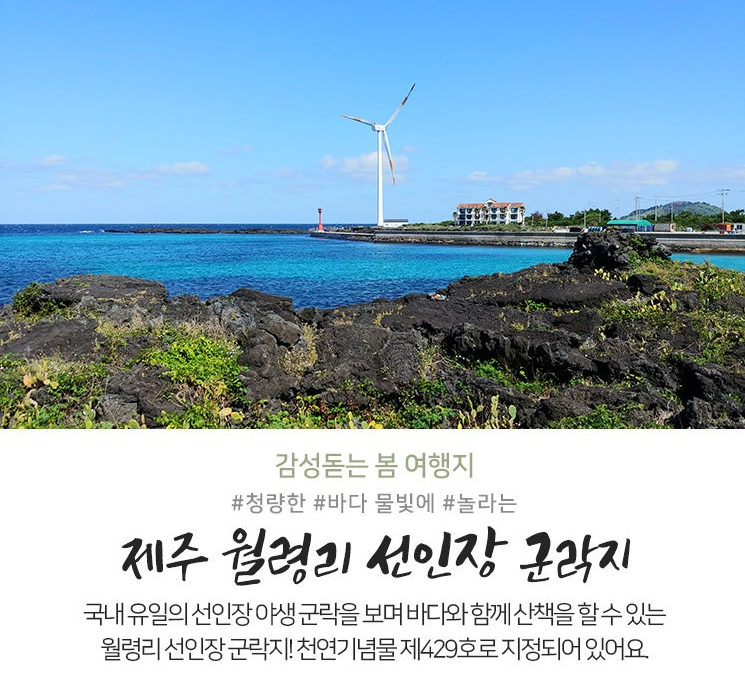 감성돋는 봄 여행지
#청량한 #바다 물빛에 #놀라는
제주 월령리 선인장 군락지
국내 유일의 선인장 야생 군락을 보며 바다와 함께 산책을 할 수 있는
월령리 선인장 군락지! 천연기념물 제429호로 지정되어 있어요.